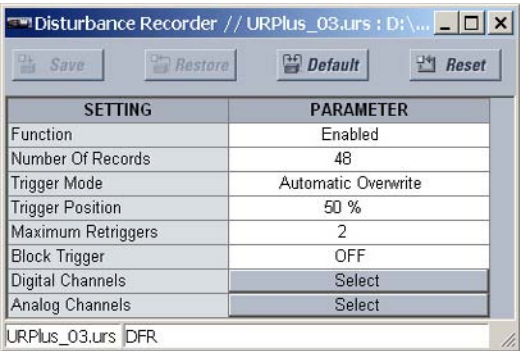 Disturbance Recorder // URPlus_03.urs : D:\...
Save Restore Default Reset
SETTING PARAMETER
Function Enabled
Number Of Records 48
Trigger Mode Automatic Overwrite
Trigger Position 50 %
Maximum Retriggers 2
Block Trigger OFF
Digital Channels Select
Analog Channels Select
URPlus_03.urs DFR